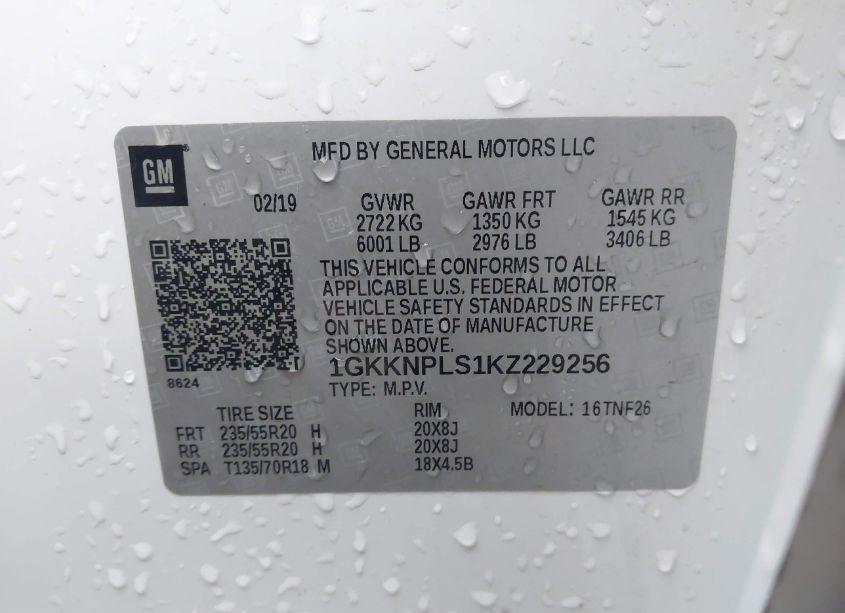 GM
MFD BY GENERAL MOTORS LLC
02/19 GVWR GAWR FRT GAWR RR
2722 KG 1350 KG 1545 KG
6001 LB 2976 LB 3406 LB
THIS VEHICLE CONFORMS TO ALL
APPLICABLE U.S. FEDERAL MOTOR
VEHICLE SAFETY STANDARDS IN EFFECT
ON THE DATE OF MANUFACTURE
SHOWN ABOVE.
1GKKNPLS1KZ229256
8624
TYPE: M.P.V.
TIRE SIZE RIM MODEL: 16TNF26
FRT 235/55R20 H 20X8J
RR 235/55R20 H 20X8J
SPA T135/70R18 M 18X4.5B